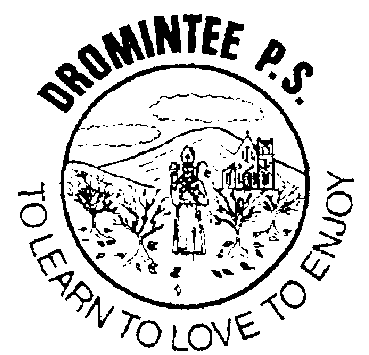 DROMINTEE P.S.
TO LEARN TO LOVE TO ENJOY